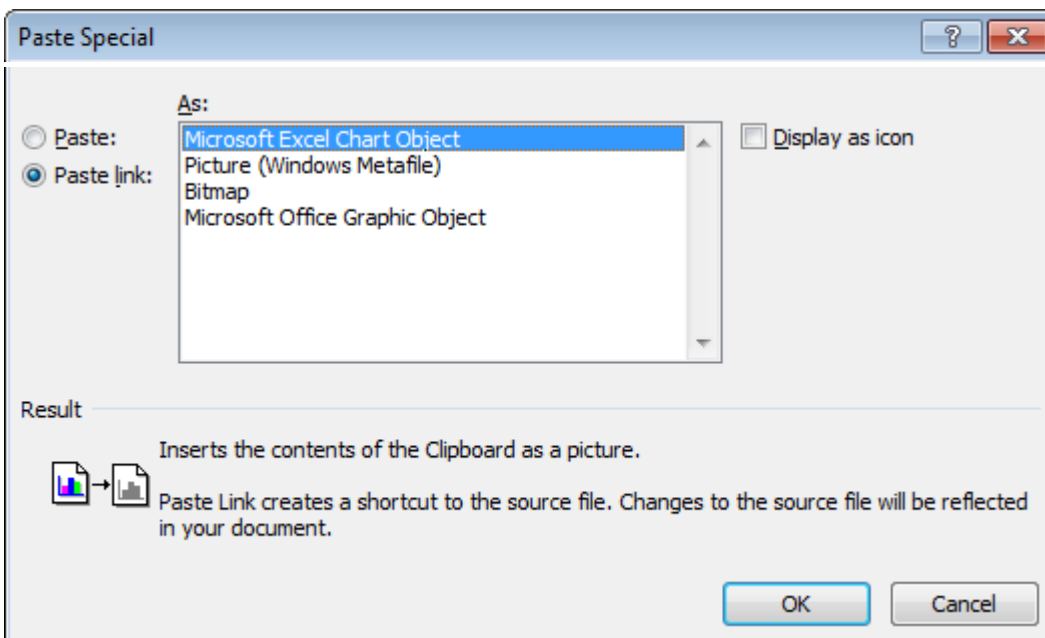 Paste Special
As:
Paste:
Paste link:
Microsoft Excel Chart Object
Picture (Windows Metafile)
Bitmap
Microsoft Office Graphic Object
Display as icon
Result
Inserts the contents of the Clipboard as a picture.
Paste Link creates a shortcut to the source file. Changes to the source file will be reflected
in your document.
OK
Cancel